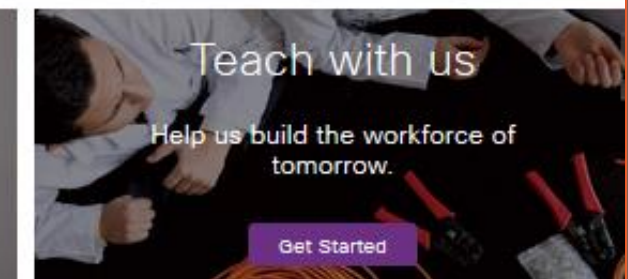 Teach with us
Help us build the workforce of
tomorrow.
Get Started